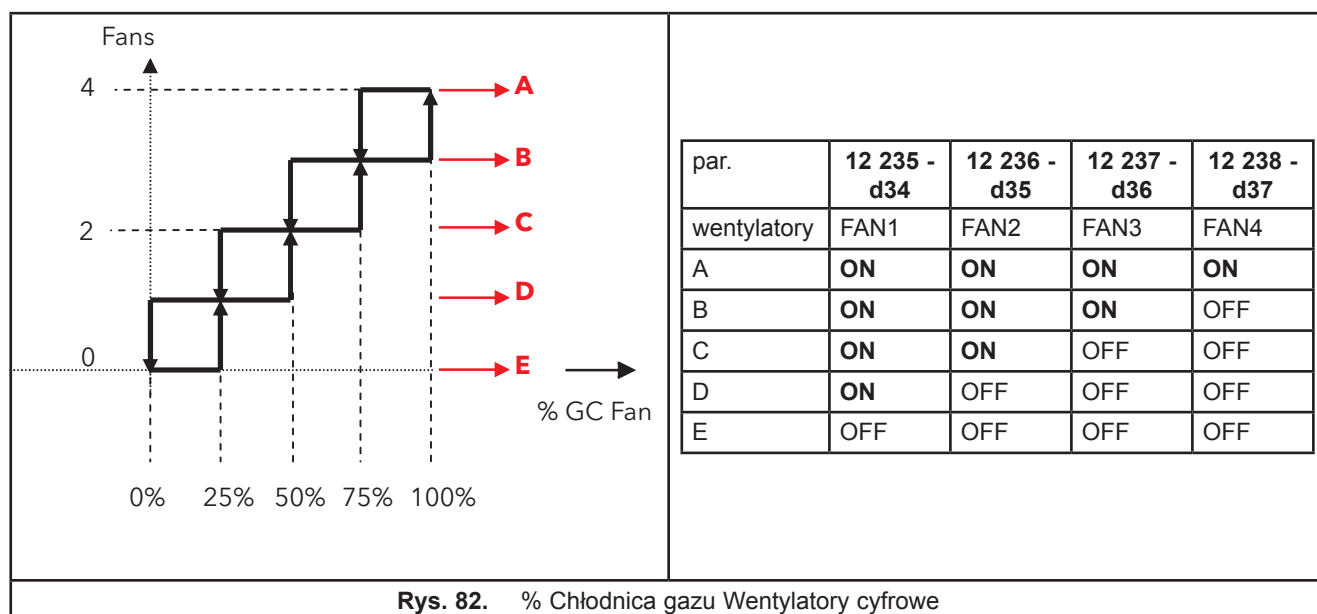 Fans
4
2
0
A
B
C
D
E
% GC Fan
0% 25% 50% 75% 100%
par. 12 235 - d34 12 236 - d35 12 237 - d36 12 238 - d37
wentylatory FAN1 FAN2 FAN3 FAN4
A ON ON ON ON
B ON ON ON OFF
C ON ON OFF OFF
D ON OFF OFF OFF
E OFF OFF OFF OFF
Rys. 82. % Chłodnica gazu Wentylatory cyfrowe